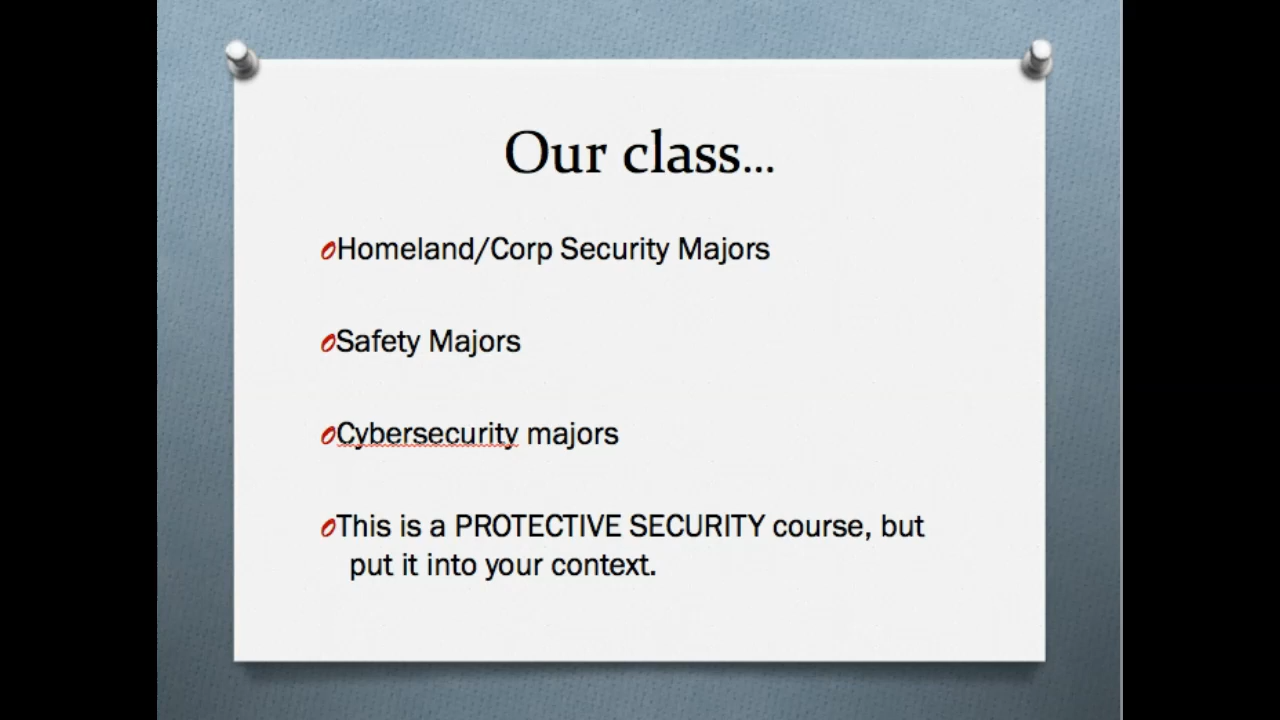 Our class...
Homeland/Corp Security Majors
Safety Majors
Cybersecurity majors
This is a PROTECTIVE SECURITY course, but
put it into your context.